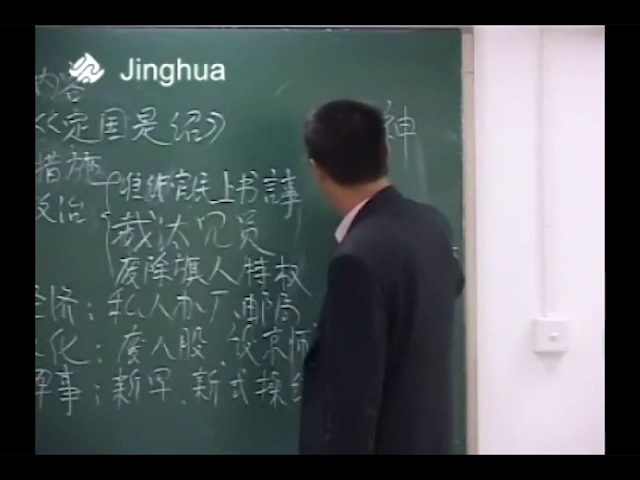 Jinghua
内容
《定国是绍》
绅
措施
准许官民上书言事
政治
裁汰冗员
废除旗人特权
经济：私人办厂、邮局
文化：废八股、设京师
军事：新军、新式操练